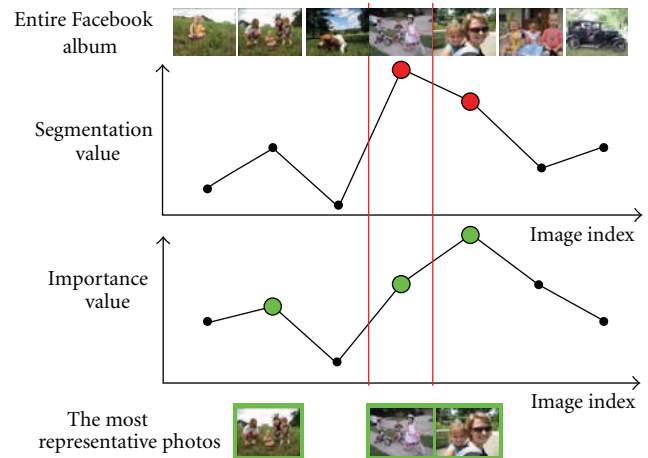 Entire Facebook
album
Segmentation
value
Image index
Importance
value
Image index
The most
representative photos